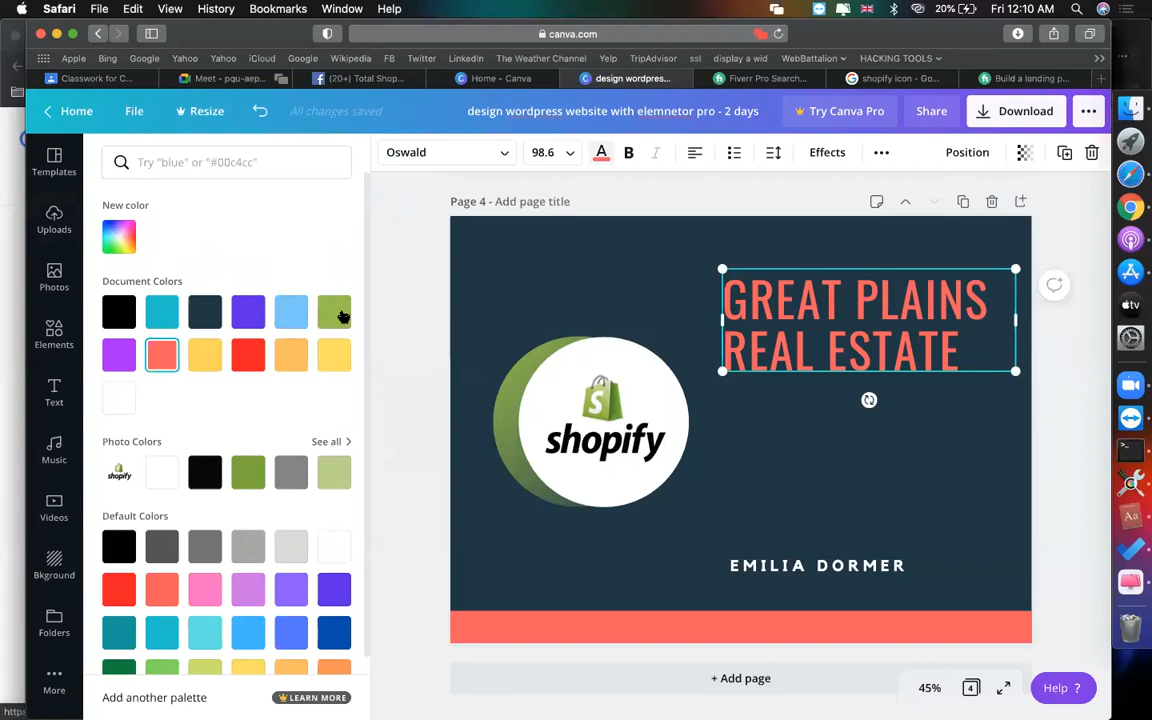 Safari File Edit View History Bookmarks Window Help 20% Fri 12:10 AM
canva.com
Apple Bing Google Yahoo Yahoo iCloud Google Wikipedia FB Twitter LinkedIn The Weather Channel Yelp TripAdvisor ssl display a wid WebBattalion HACKING TOOLS >>
Classwork for C... Meet - pqu-aep... (20+) Total Shop... Home - Canva design wordpres... Fiverr Pro Search... shopify icon - Go... Build a landing p...
Home File Resize All changes saved design wordpress website with elemnetor pro - 2 days Try Canva Pro Share Download
Templates
Uploads
Photos
Elements
Text
Music
Videos
Bkground
Folders
More
Try "blue" or "#00c4cc"
New color
Document Colors
Photo Colors See all
shopify
Default Colors
Add another palette LEARN MORE
Oswald 98.6 A B I Effects Position
Page 4 - Add page title
GREAT PLAINS
REAL ESTATE
S
shopify
EMILIA DORMER
+ Add page
45% 4 Help ?
https
tv
Aa